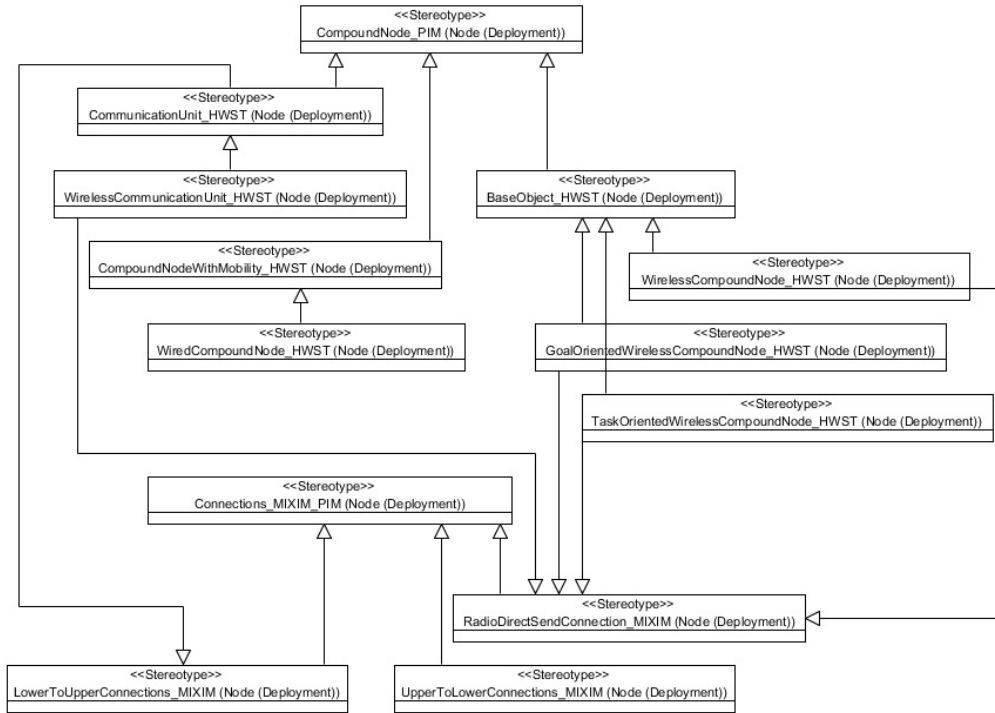 <<Stereotype>>
CompoundNode_PIM (Node (Deployment))
<<Stereotype>>
CommunicationUnit_HWST (Node (Deployment))
<<Stereotype>>
WirelessCommunicationUnit_HWST (Node (Deployment))
<<Stereotype>>
BaseObject_HWST (Node (Deployment))
<<Stereotype>>
CompoundNodeWithMobility_HWST (Node (Deployment))
<<Stereotype>>
WirelessCompoundNode_HWST (Node (Deployment))
<<Stereotype>>
WiredCompoundNode_HWST (Node (Deployment))
<<Stereotype>>
GoalOrientedWirelessCompoundNode_HWST (Node (Deployment))
<<Stereotype>>
TaskOrientedWirelessCompoundNode_HWST (Node (Deployment))
<<Stereotype>>
Connections_MIXIM_PIM (Node (Deployment))
<<Stereotype>>
RadioDirectSendConnection_MIXIM (Node (Deployment))
<<Stereotype>>
LowerToUpperConnections_MIXIM (Node (Deployment))
<<Stereotype>>
UpperToLowerConnections_MIXIM (Node (Deployment))